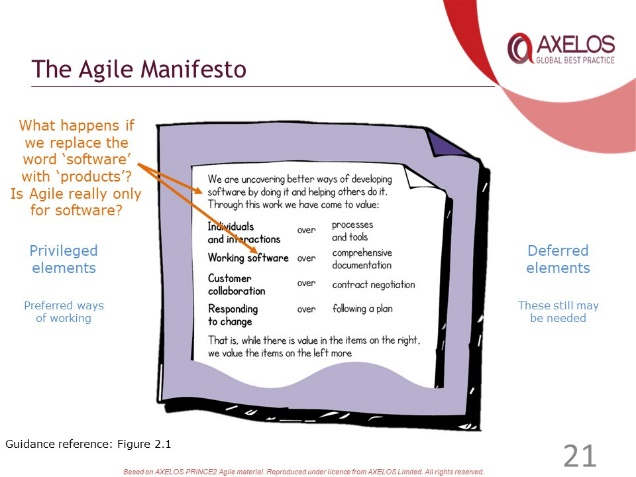 AXELOS
GLOBAL BEST PRACTICE
The Agile Manifesto
What happens if
we replace the
word ‘software’
with ‘products’?
Is Agile really only
for software?
Privileged
elements
Preferred ways
of working
We are uncovering better ways of developing
software by doing it and helping others do it.
Through this work we have come to value:
Individuals
and interactions over processes
and tools
Working software over comprehensive
documentation
Customer
collaboration over contract negotiation
Responding
to change over following a plan
That is, while there is value in the items on the right,
we value the items on the left more
Deferred
elements
These still may
be needed
Guidance reference: Figure 2.1
21
Based on AXELOS PRINCE2 Agile material. Reproduced under licence from AXELOS Limited. All rights reserved.